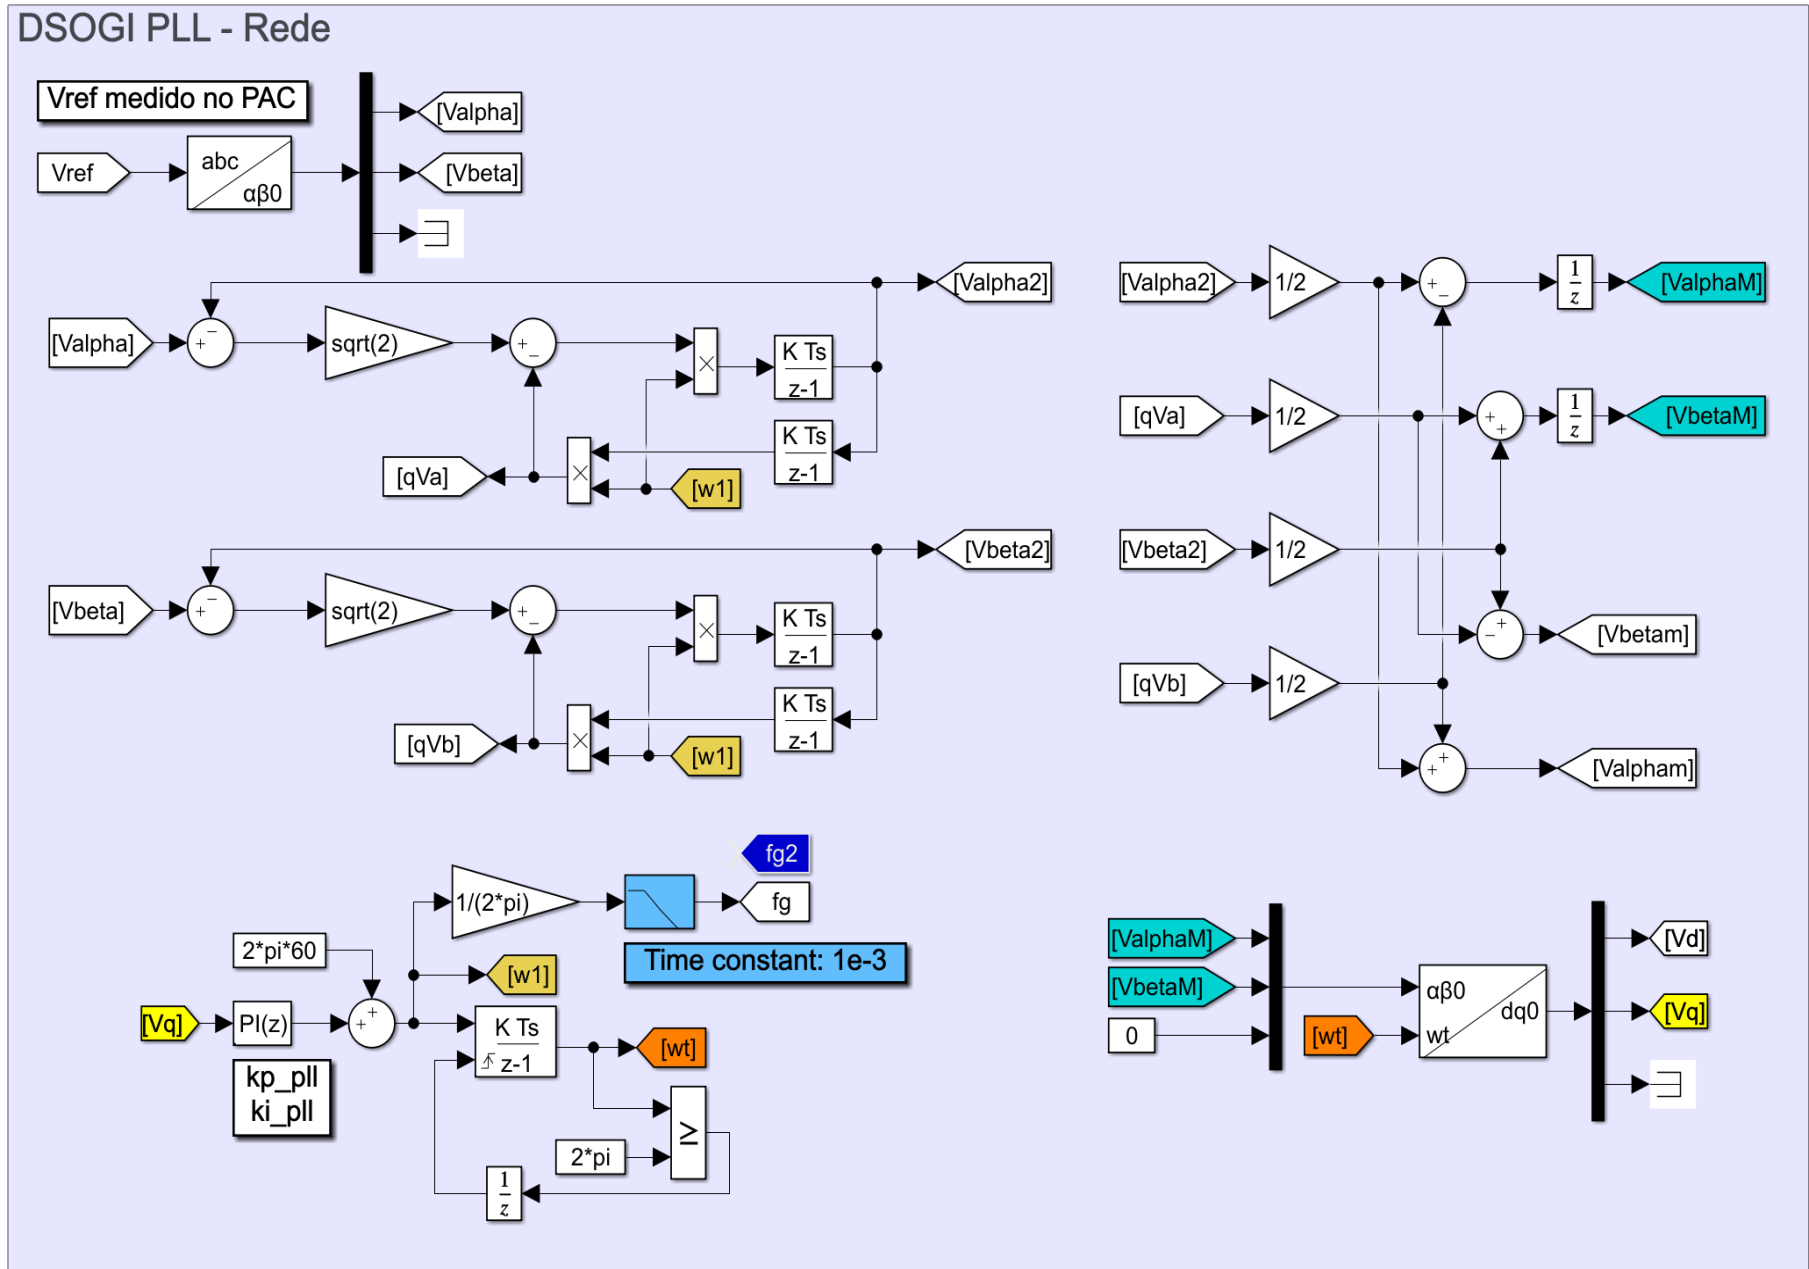 DSOGI PLL - Rede
Vref medido no PAC
Vref
abc
αβ0
[Valpha]
[Vbeta]
[Valpha]
sqrt(2)
K Ts
z-1
K Ts
z-1
[Valpha2]
[qVa]
[w1]
[Vbeta]
sqrt(2)
K Ts
z-1
K Ts
z-1
[Vbeta2]
[qVb]
[w1]
[Valpha2]
1/2
1
z
[ValphaM]
[qVa]
1/2
1
z
[VbetaM]
[Vbeta2]
1/2
[Vbetam]
[qVb]
1/2
[Valpham]
fg2
1/(2*pi)
fg
Time constant: 1e-3
2*pi*60
[w1]
[Vq]
PI(z)
K Ts
z-1
[wt]
kp_pll
ki_pll
2*pi
≥
1
z
[ValphaM]
[VbetaM]
0
[wt]
αβ0
wt
dq0
[Vd]
[Vq]